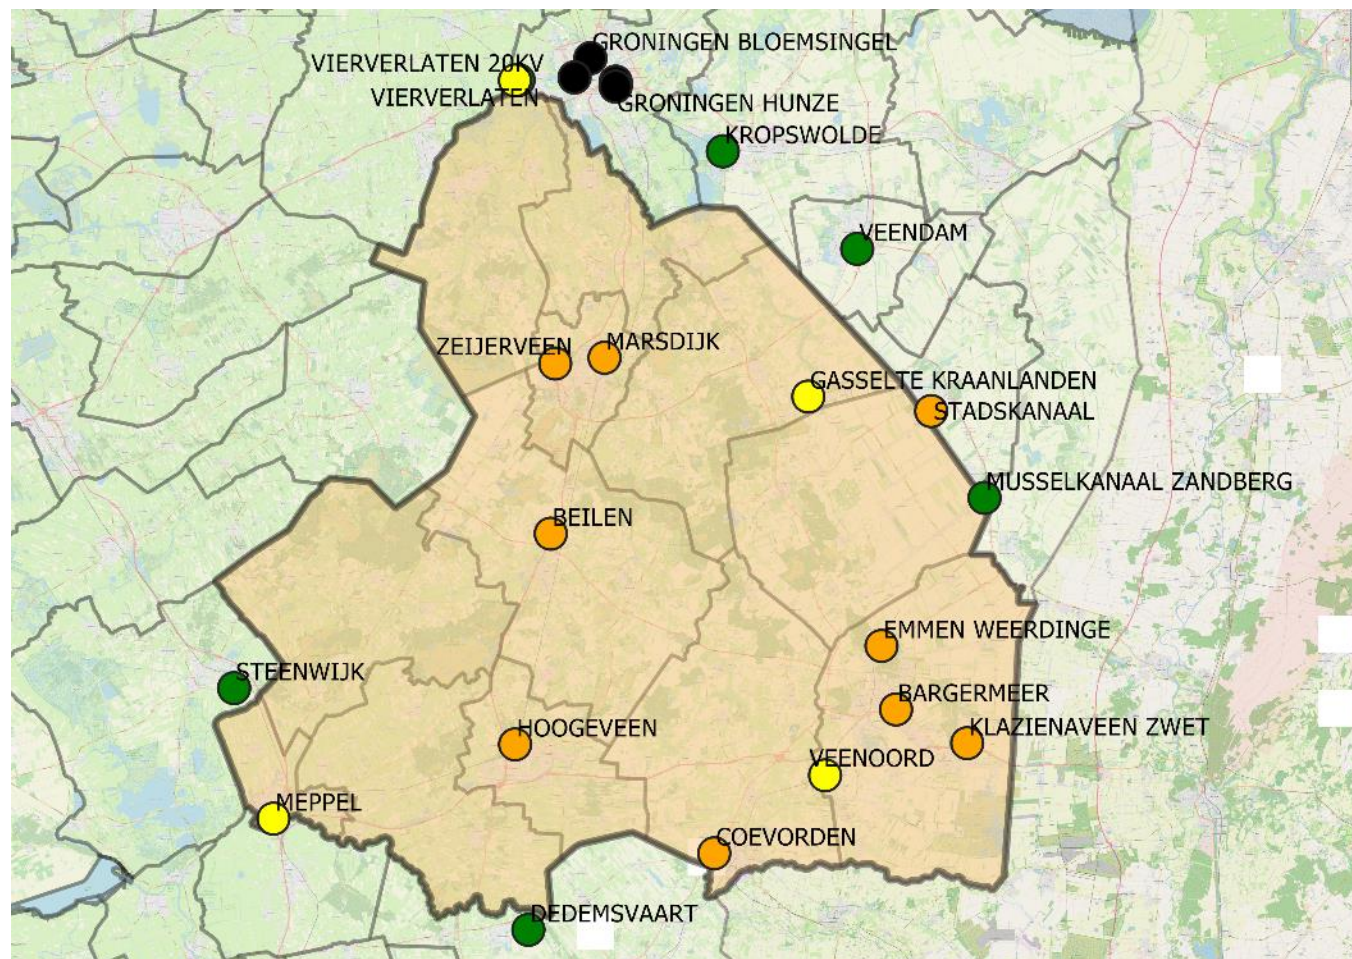 GRONINGEN BLOEMSINGEL
VIERVERLATEN 20KV
VIERVERLATEN
GRONINGEN HUNZE
KROPSWOLDE
VEENDAM
ZEIJERVEEN
MARSDIJK
GASSELTE KRAANLANDEN
STADSKANAAL
MUSSELKANAAL ZANDBERG
BEILEN
EMMEN WEERDINGE
STEENWIJK
BARGERMEER
HOOGEVEEN
KLAZIENAVEEN ZWET
VEENOORD
MEPPEL
COEVORDEN
DEDEMSVAART